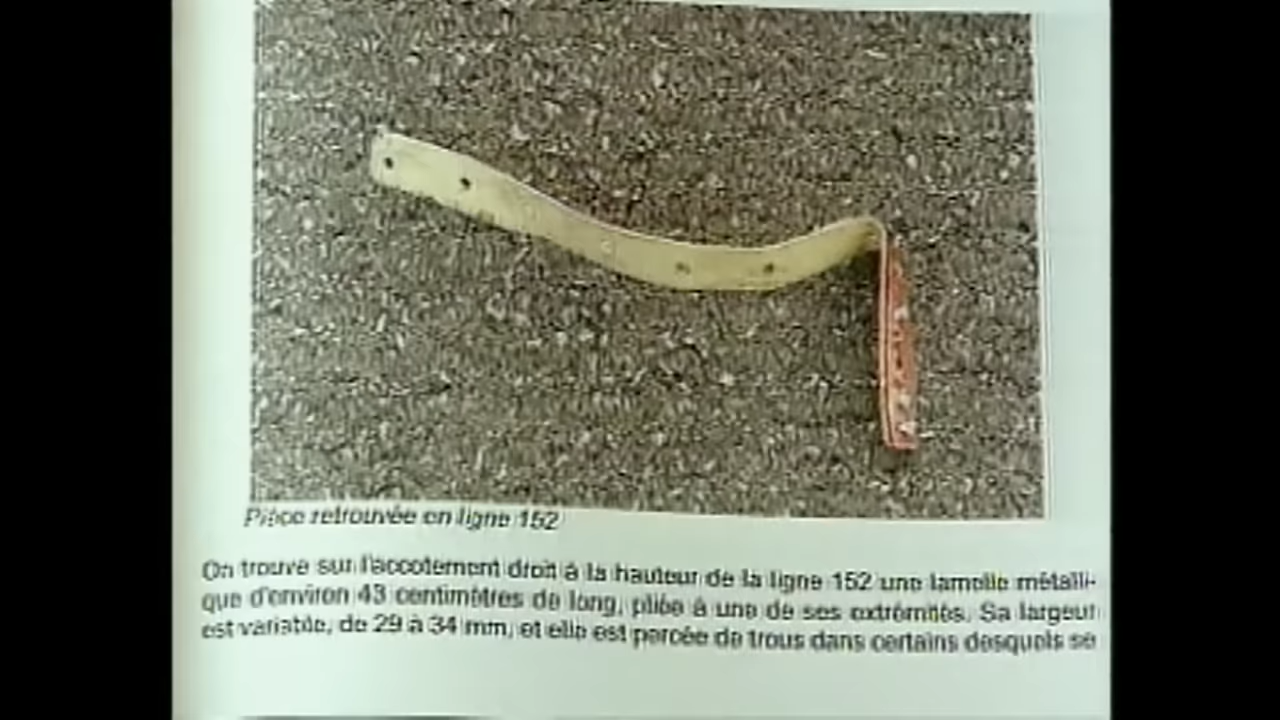 Pièce retrouvée en ligne 152
On trouve sur l'accotement droit à la hauteur de la ligne 152 une lamelle métalli-
que d'environ 43 centimètres de long, pliée à une de ses extrémités. Sa largeur
est variable, de 29 à 34 mm, et elle est percée de trous dans certains desquels se